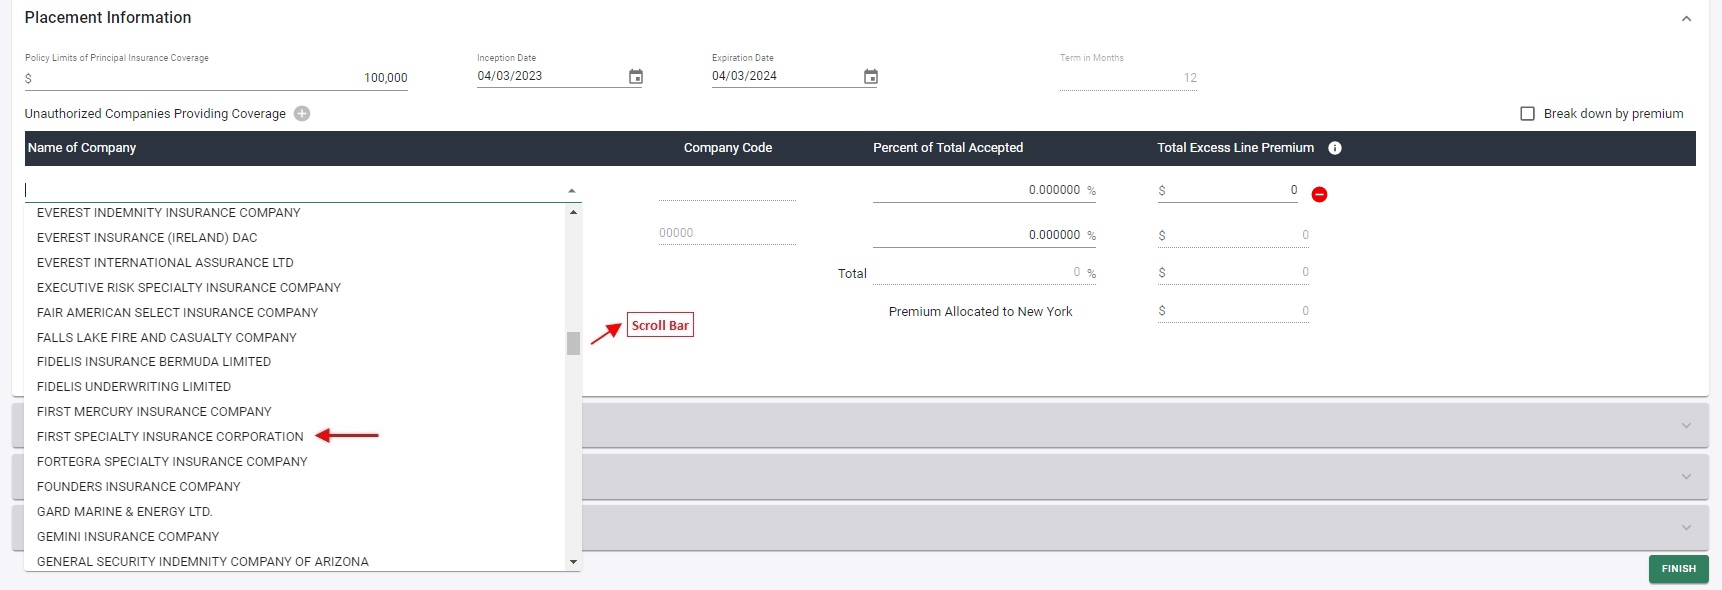 Placement Information
Policy Limits of Principal Insurance Coverage
Inception Date
Expiration Date
Term in Months
$ 100,000
04/03/2023
04/03/2024
12
Unauthorized Companies Providing Coverage
Break down by premium
Name of Company
Company Code
Percent of Total Accepted
Total Excess Line Premium
0.000000 %
$ 0
00000
0.000000 %
$ 0
Total
0 %
$ 0
Premium Allocated to New York
$ 0
EVEREST INDEMNITY INSURANCE COMPANY
EVEREST INSURANCE (IRELAND) DAC
EVEREST INTERNATIONAL ASSURANCE LTD
EXECUTIVE RISK SPECIALTY INSURANCE COMPANY
FAIR AMERICAN SELECT INSURANCE COMPANY
FALLS LAKE FIRE AND CASUALTY COMPANY
FIDELIS INSURANCE BERMUDA LIMITED
FIDELIS UNDERWRITING LIMITED
FIRST MERCURY INSURANCE COMPANY
FIRST SPECIALTY INSURANCE CORPORATION
FORTEGRA SPECIALTY INSURANCE COMPANY
FOUNDERS INSURANCE COMPANY
GARD MARINE & ENERGY LTD.
GEMINI INSURANCE COMPANY
GENERAL SECURITY INDEMNITY COMPANY OF ARIZONA
Scroll Bar
FINISH